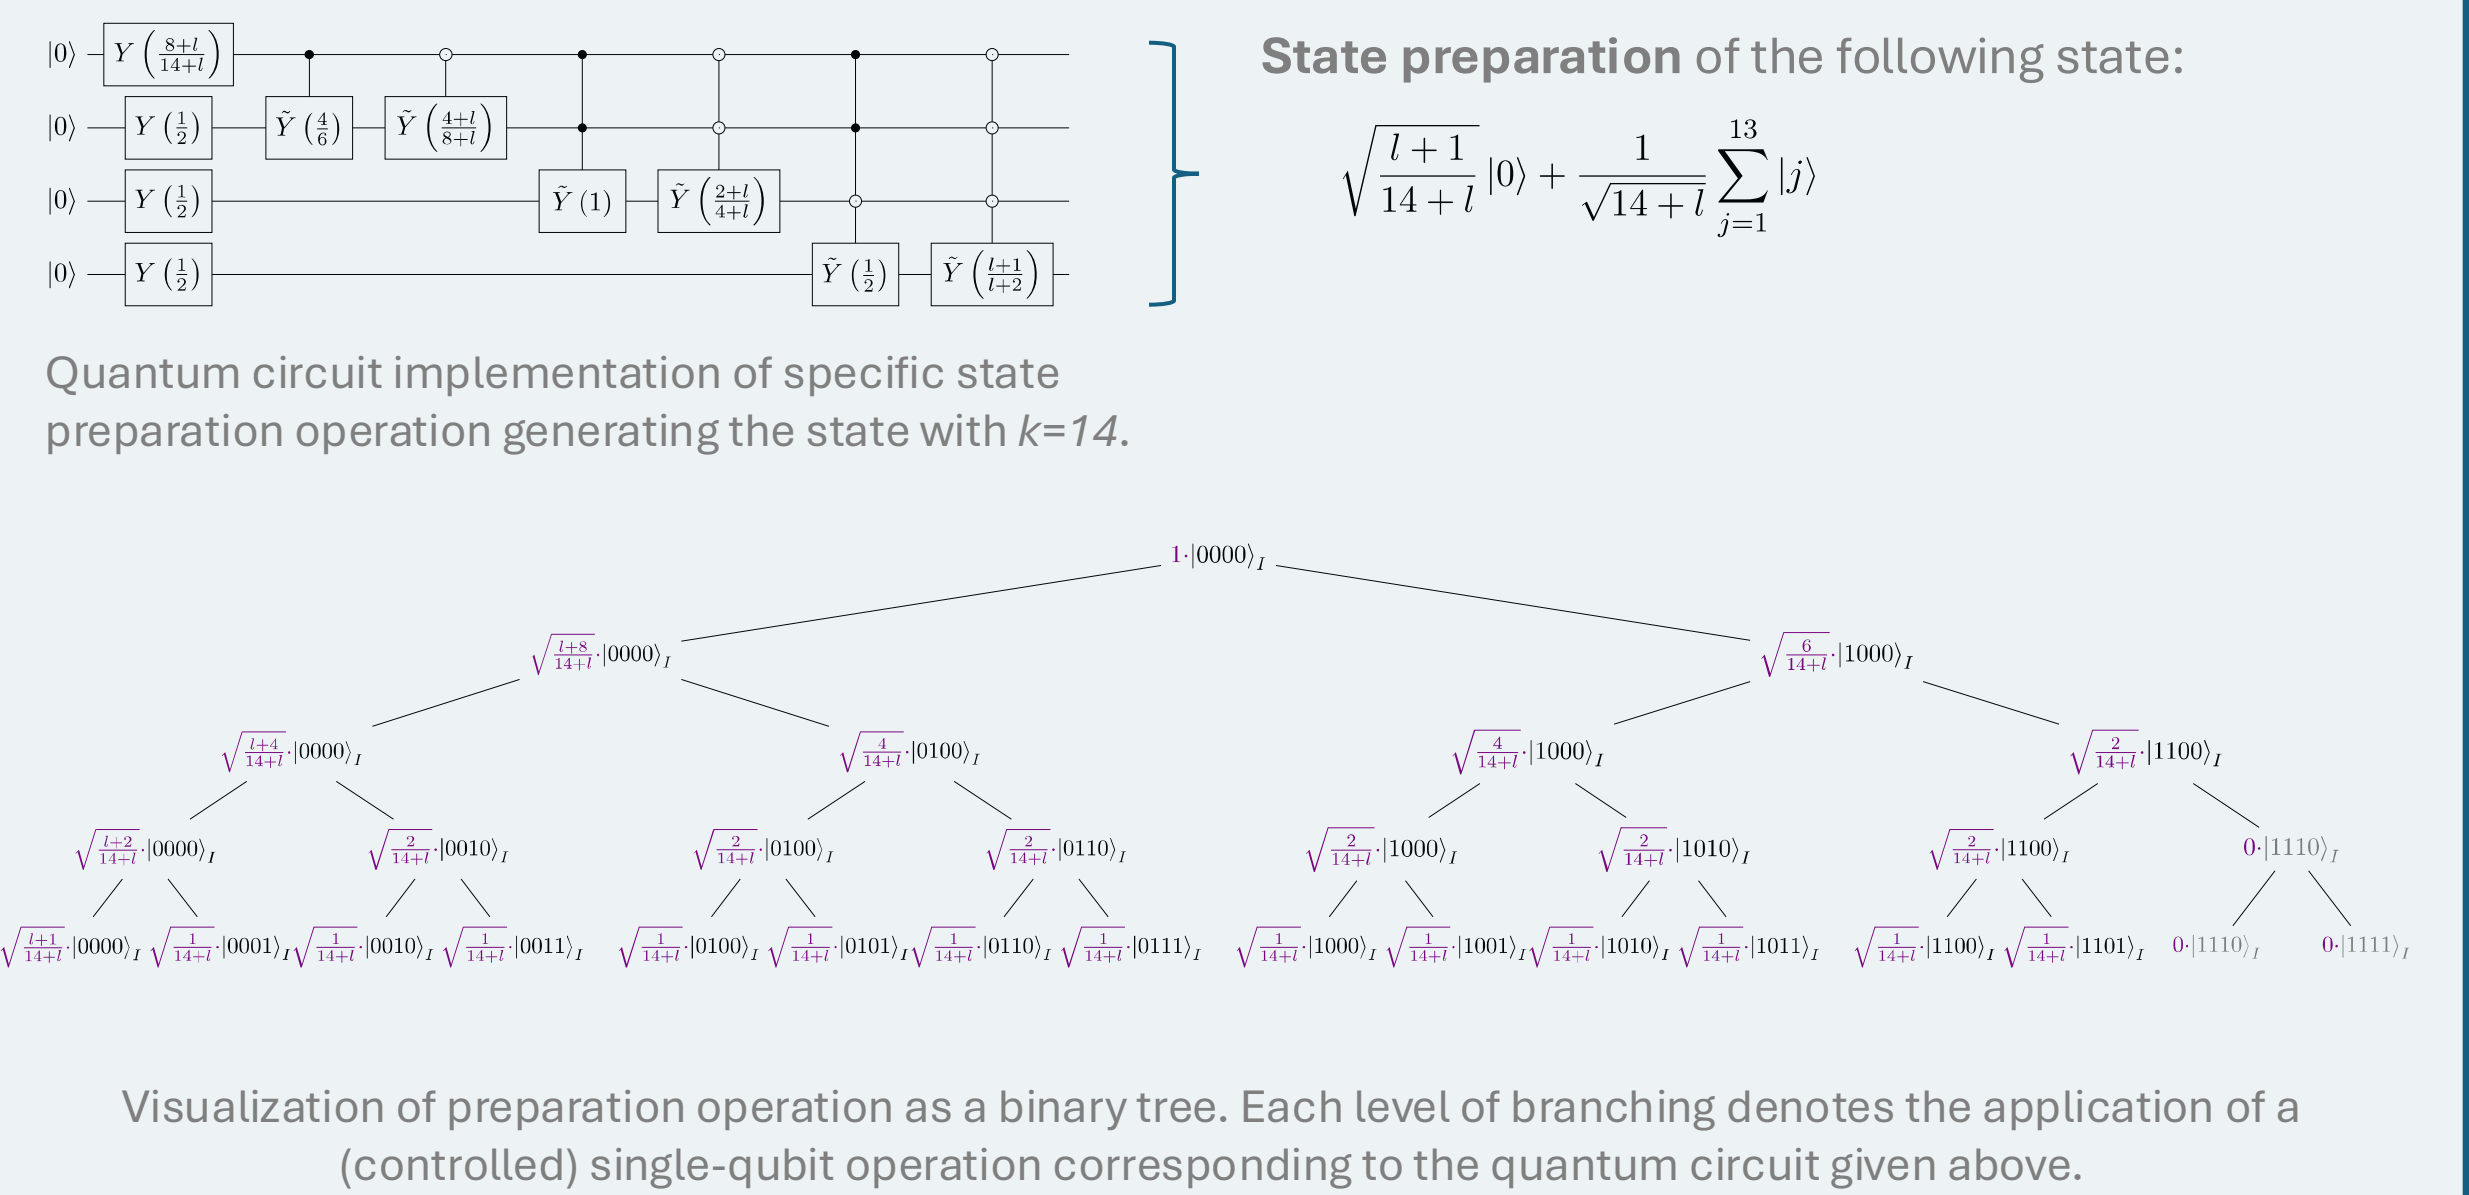 |0⟩ Y(8+l/14+l)
|0⟩ Y(1/2) Ỹ(4/6) Ỹ(4+l/8+l)
|0⟩ Y(1/2) Ỹ(1) Ỹ(2+l/4+l)
|0⟩ Y(1/2) Ỹ(1/2) Ỹ(l+1/l+2)
State preparation of the following state:
√(l+1/14+l) |0⟩ + 1/√(14+l) ∑_{j=1}^{13} |j⟩
Quantum circuit implementation of specific state
preparation operation generating the state with k=14.
1·|0000⟩_I
√(l+8/14+l)·|0000⟩_I √(6/14+l)·|1000⟩_I
√(l+4/14+l)·|0000⟩_I √(4/14+l)·|0100⟩_I √(4/14+l)·|1000⟩_I √(2/14+l)·|1100⟩_I
√(l+2/14+l)·|0000⟩_I √(2/14+l)·|0010⟩_I √(2/14+l)·|0100⟩_I √(2/14+l)·|0110⟩_I √(2/14+l)·|1000⟩_I √(2/14+l)·|1010⟩_I √(2/14+l)·|1100⟩_I 0·|1110⟩_I
√(l+1/14+l)·|0000⟩_I √(1/14+l)·|0001⟩_I √(1/14+l)·|0010⟩_I √(1/14+l)·|0011⟩_I √(1/14+l)·|0100⟩_I √(1/14+l)·|0101⟩_I √(1/14+l)·|0110⟩_I √(1/14+l)·|0111⟩_I √(1/14+l)·|1000⟩_I √(1/14+l)·|1001⟩_I √(1/14+l)·|1010⟩_I √(1/14+l)·|1011⟩_I √(1/14+l)·|1100⟩_I √(1/14+l)·|1101⟩_I 0·|1110⟩_I 0·|1111⟩_I
Visualization of preparation operation as a binary tree. Each level of branching denotes the application of a
(controlled) single-qubit operation corresponding to the quantum circuit given above.